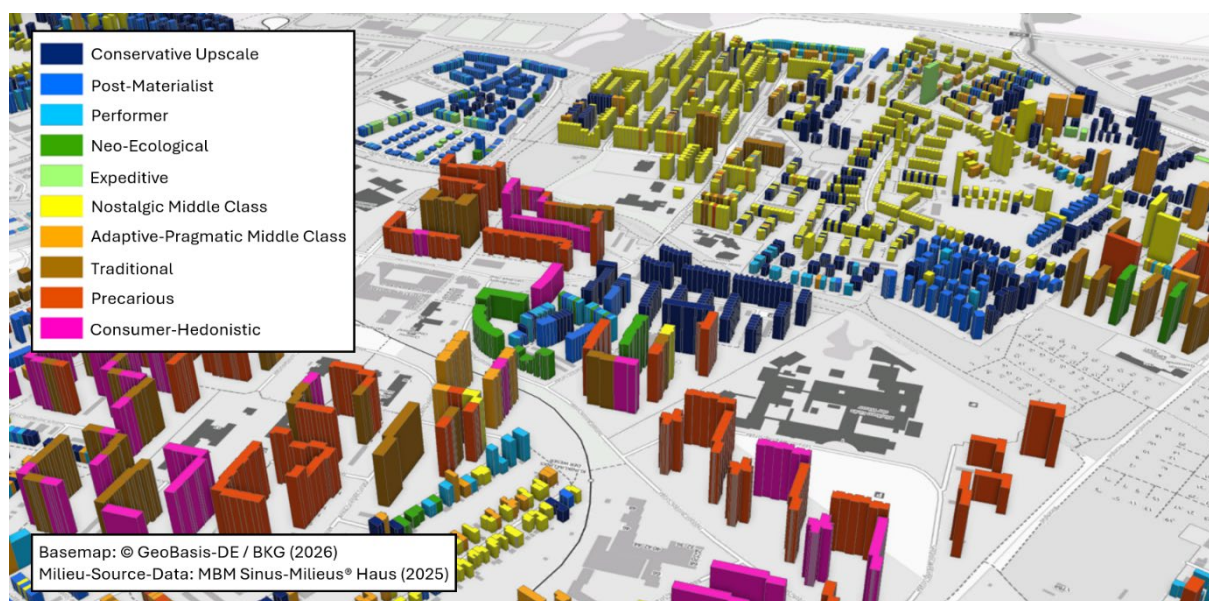 Conservative Upscale
Post-Materialist
Performer
Neo-Ecological
Expeditive
Nostalgic Middle Class
Adaptive-Pragmatic Middle Class
Traditional
Precarious
Consumer-Hedonistic
Basemap: © GeoBasis-DE / BKG (2026)
Milieu-Source-Data: MBM Sinus-Milieus® Haus (2025)